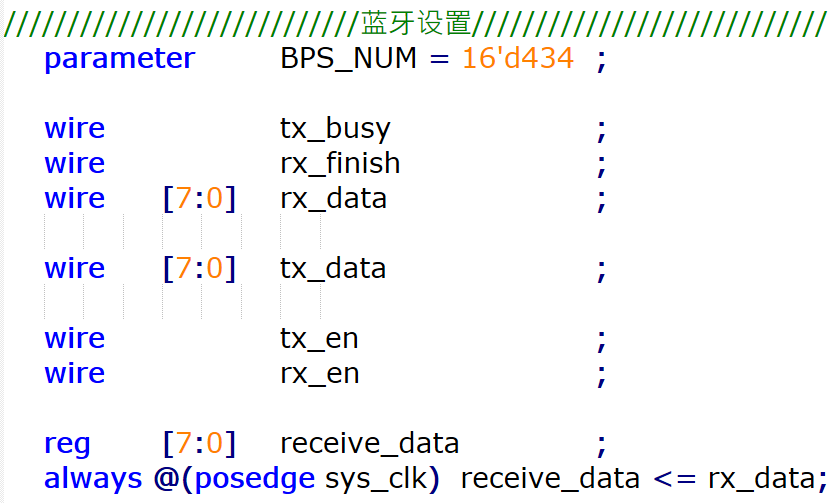 ////////////////////////////蓝牙设置////////////////////////////
parameter BPS_NUM = 16'd434 ;
wire tx_busy ;
wire rx_finish ;
wire [7:0] rx_data ;
wire [7:0] tx_data ;
wire tx_en ;
wire rx_en ;
reg [7:0] receive_data ;
always @(posedge sys_clk) receive_data <= rx_data;